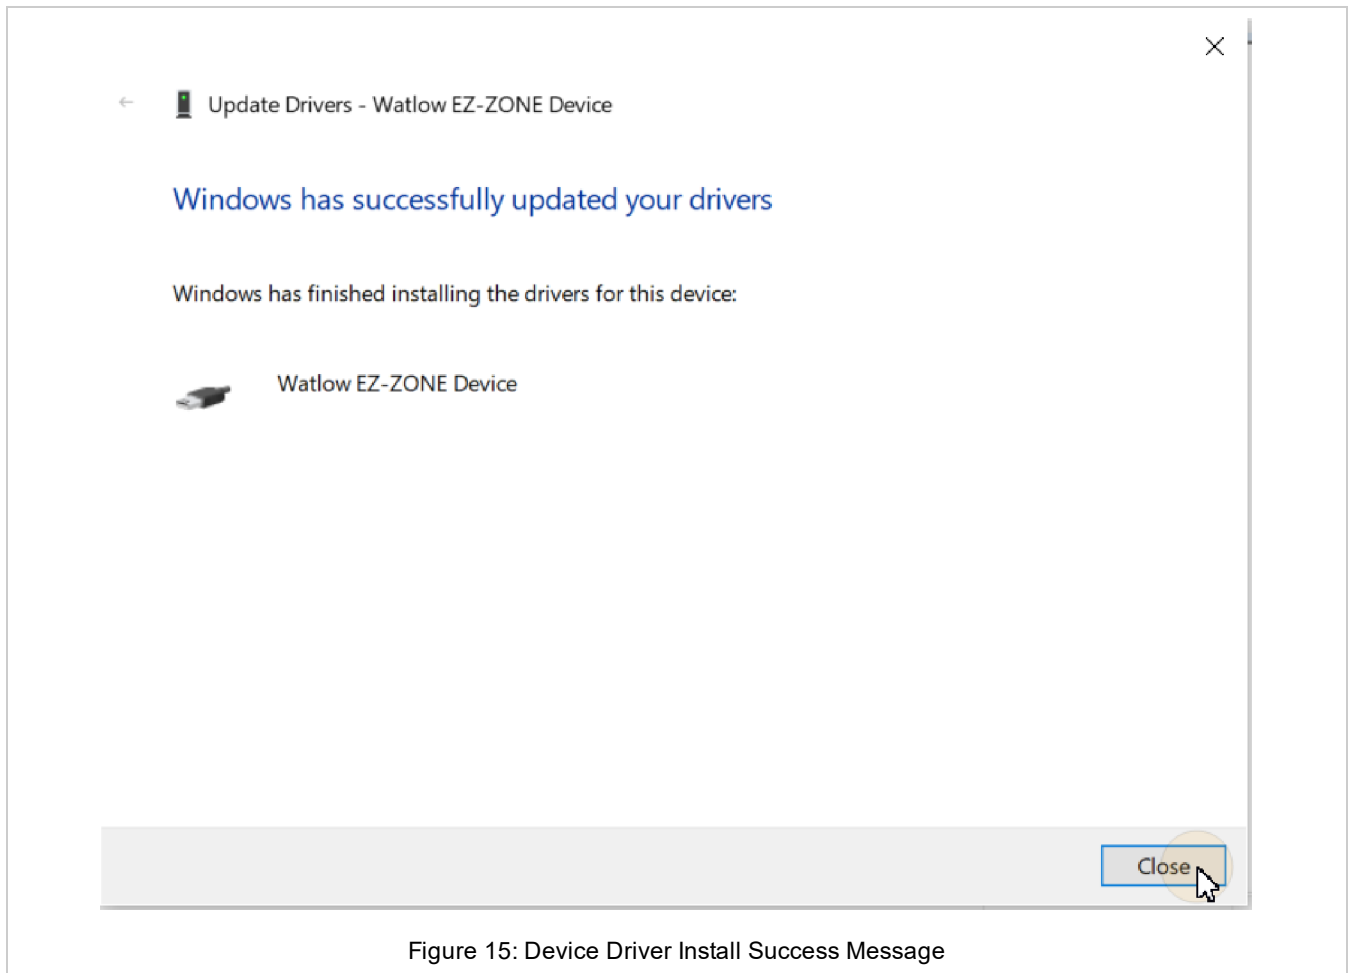 Update Drivers - Watlow EZ-ZONE Device
Windows has successfully updated your drivers
Windows has finished installing the drivers for this device:
Watlow EZ-ZONE Device
Close
Figure 15: Device Driver Install Success Message